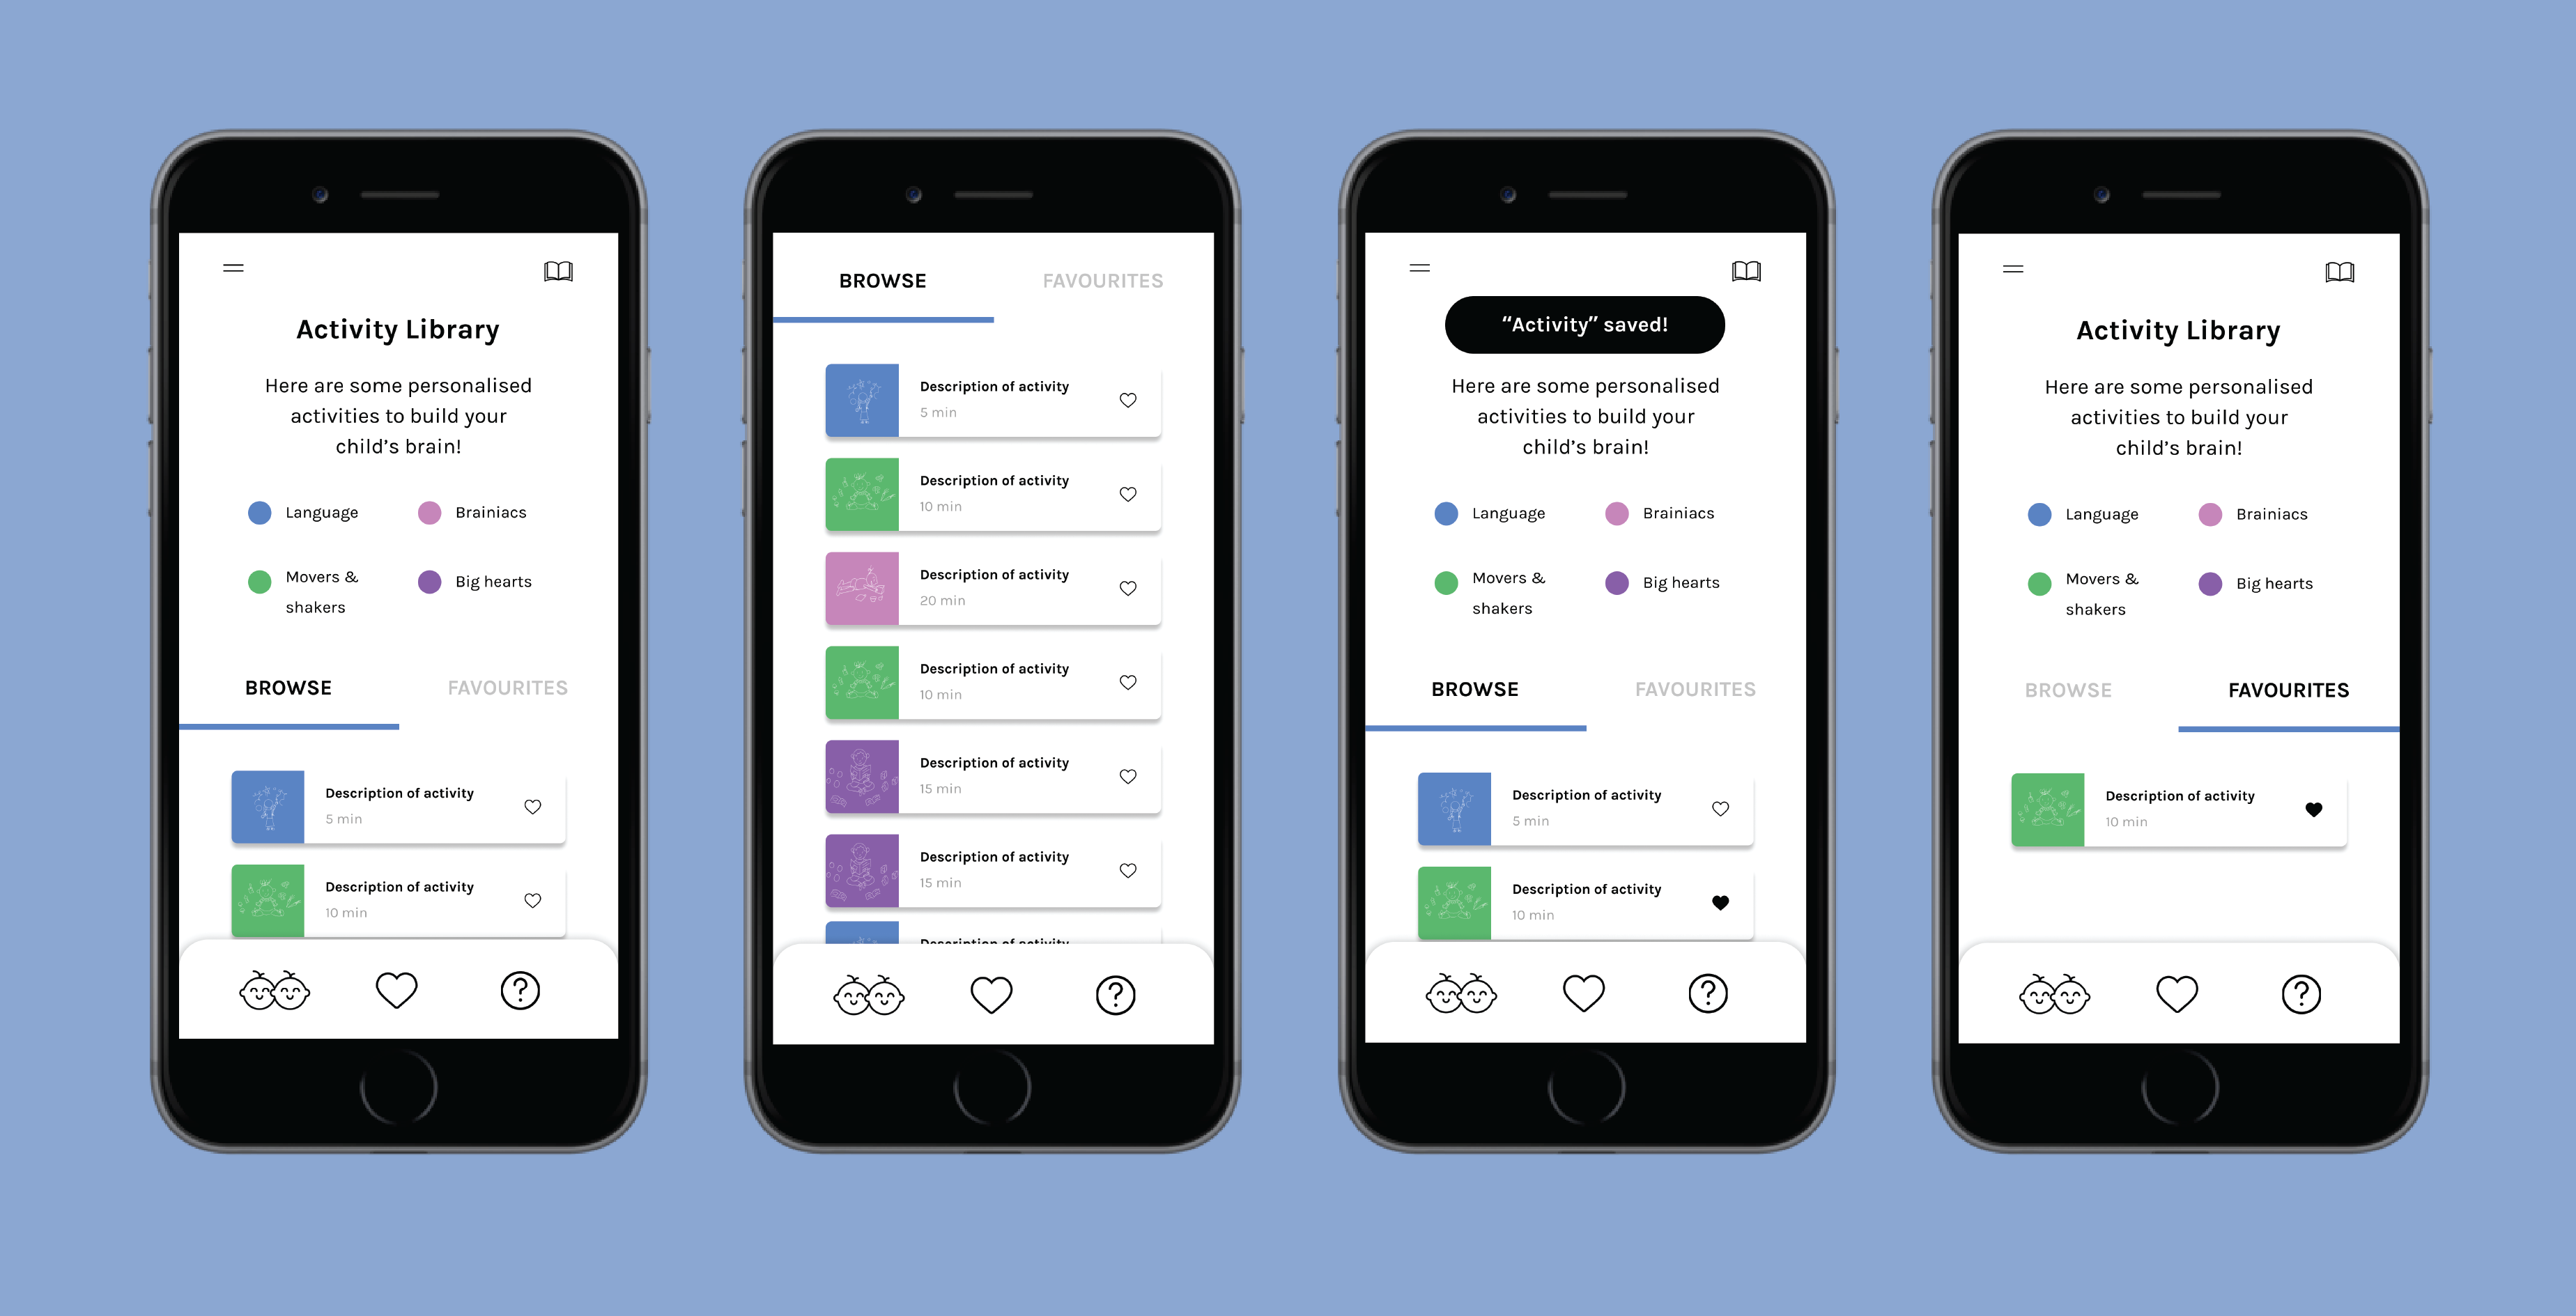 Activity Library
Here are some personalised
activities to build your
child’s brain!
Language
Brainiacs
Movers &
shakers
Big hearts
BROWSE
FAVOURITES
Description of activity
5 min
Description of activity
10 min
BROWSE
FAVOURITES
Description of activity
5 min
Description of activity
10 min
Description of activity
20 min
Description of activity
10 min
Description of activity
15 min
Description of activity
15 min
Description of activity
“Activity” saved!
Here are some personalised
activities to build your
child’s brain!
Language
Brainiacs
Movers &
shakers
Big hearts
BROWSE
FAVOURITES
Description of activity
5 min
Description of activity
10 min
Activity Library
Here are some personalised
activities to build your
child’s brain!
Language
Brainiacs
Movers &
shakers
Big hearts
BROWSE
FAVOURITES
Description of activity
10 min